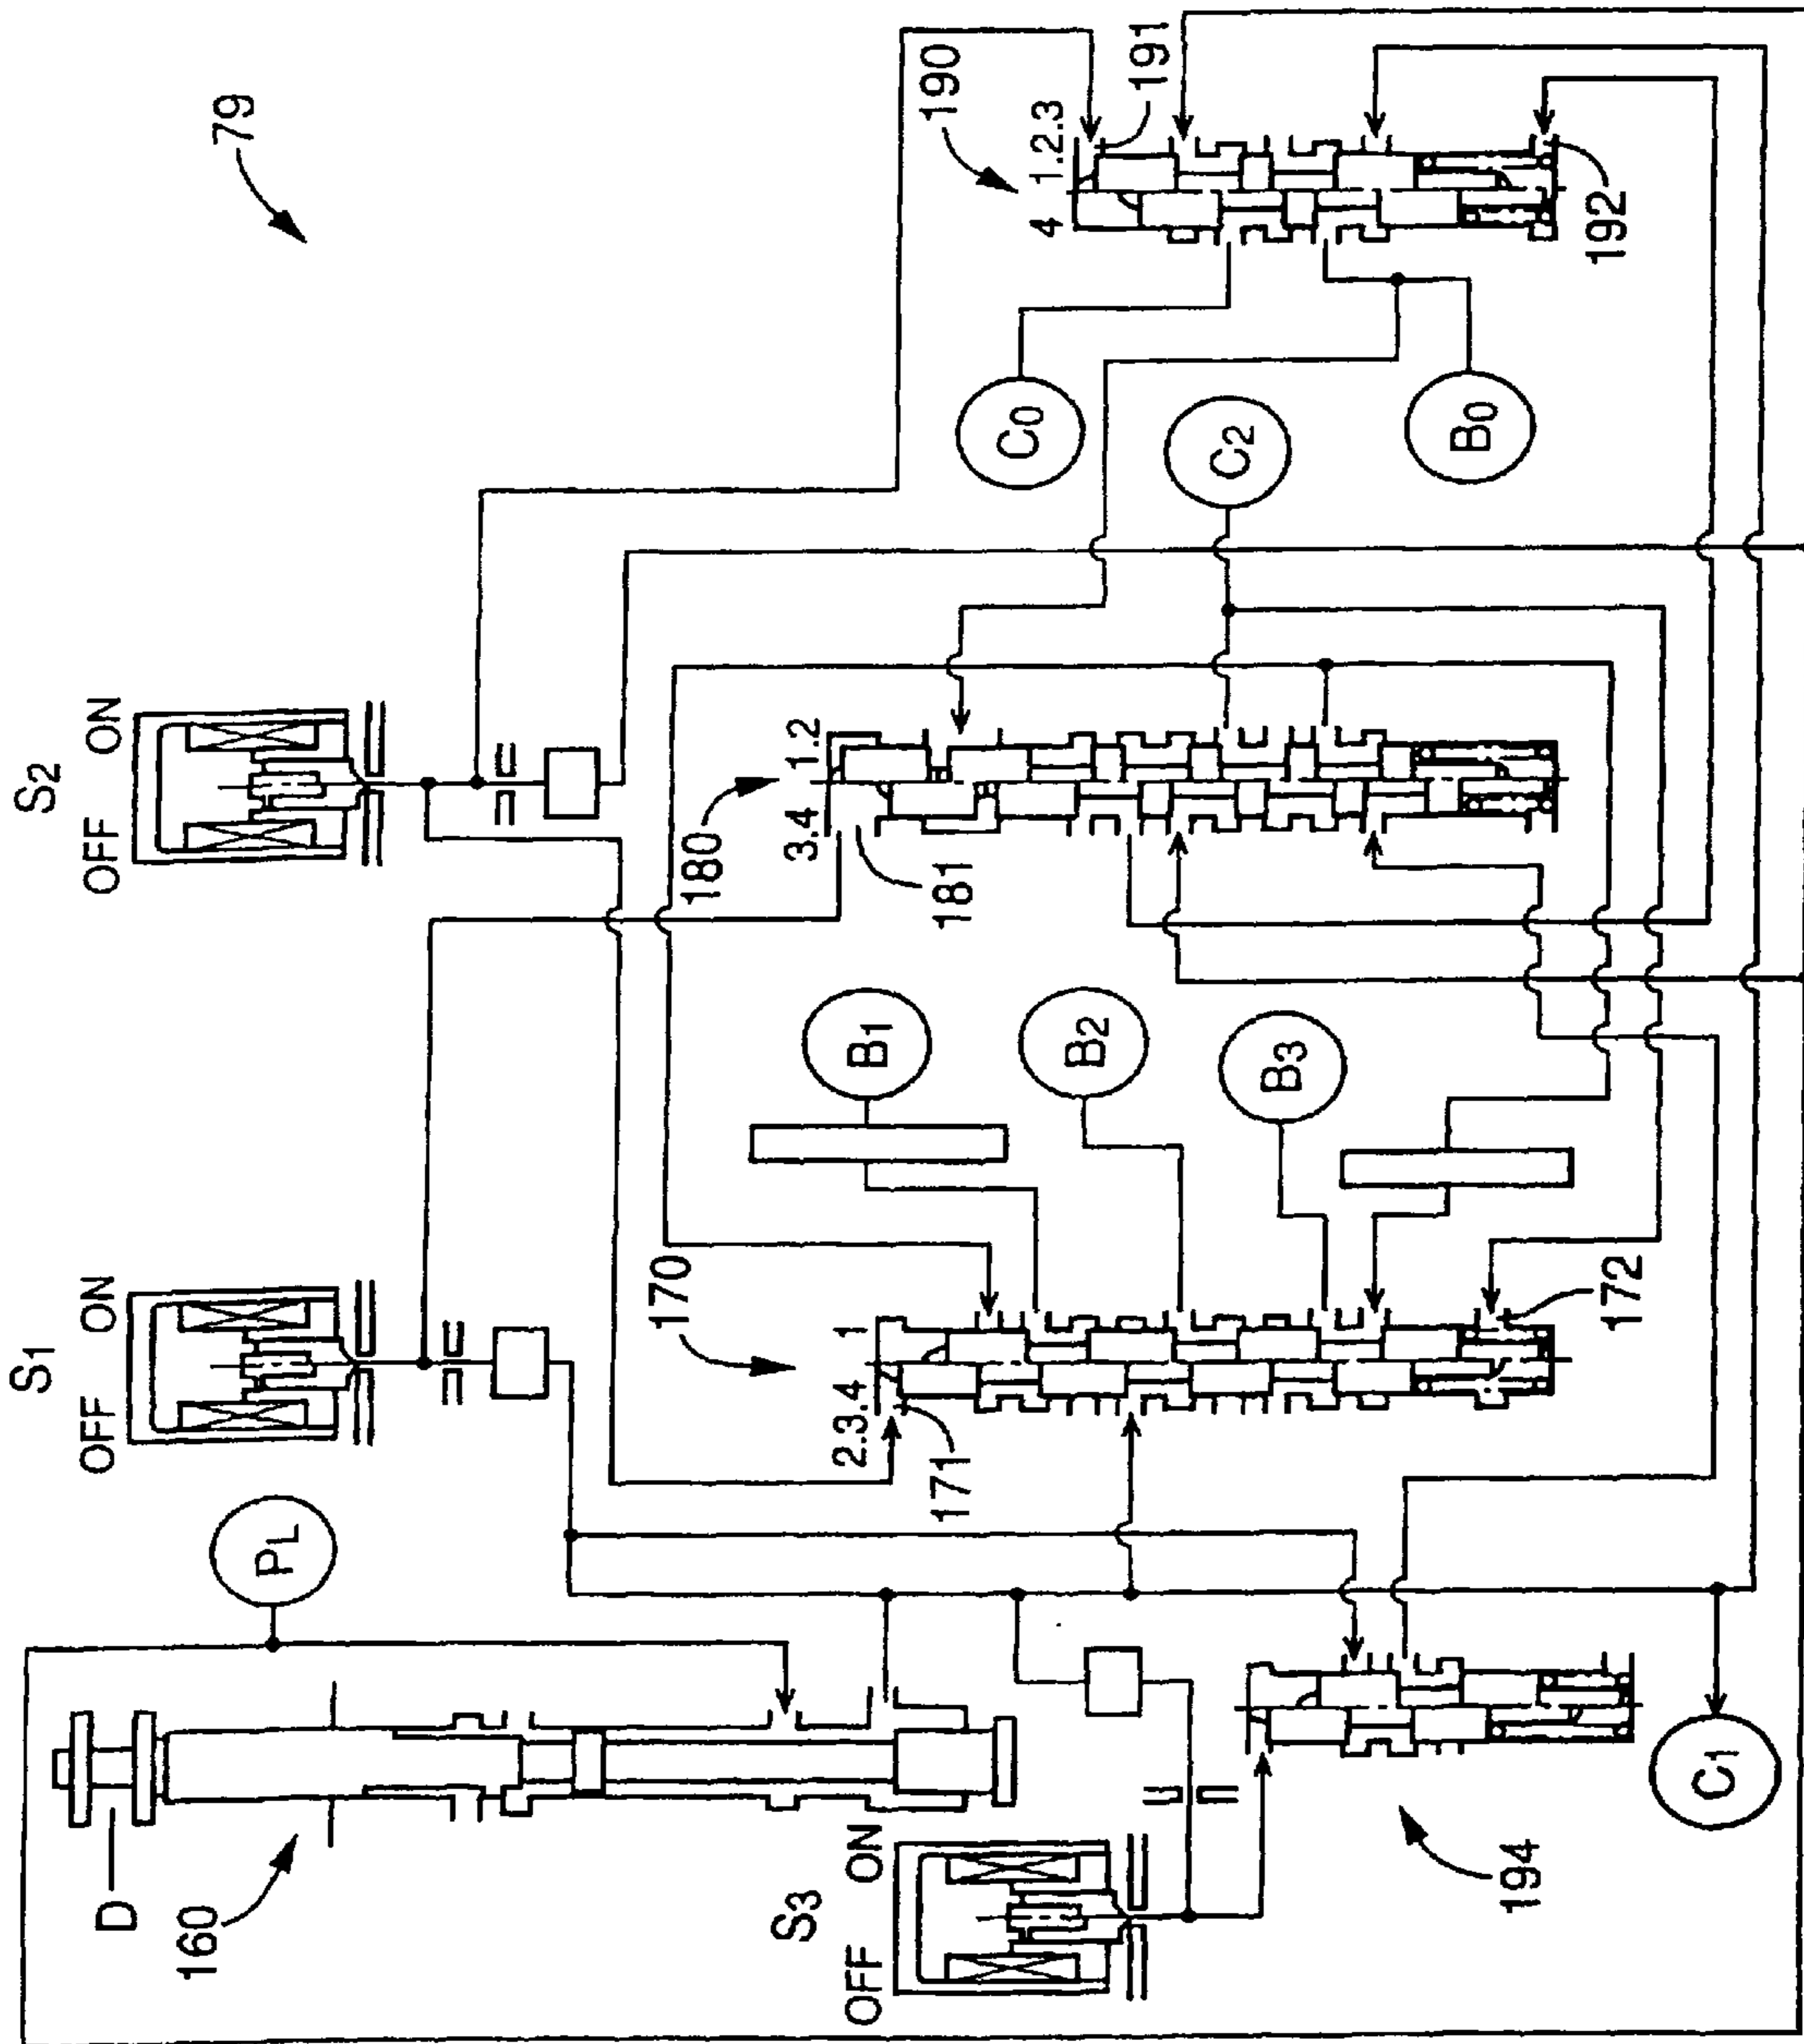 79
S2
OFF ON
S1
OFF ON
PL
D
160
S3
OFF ON
170
2.3.4 1
171
172
180
3.4 1.2
181
190
4 1.2.3
191
192
194
B1
B2
B3
C0
C2
B0
C1